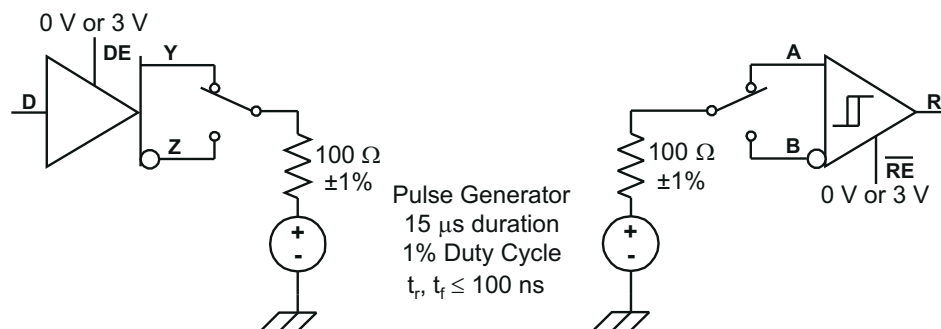 0 V or 3 V
DE
Y
D
Z
100 Ω
±1%
+
-
Pulse Generator
15 μs duration
1% Duty Cycle
tr, tf ≤ 100 ns
A
B
R
100 Ω
±1%
RE
0 V or 3 V
+
-